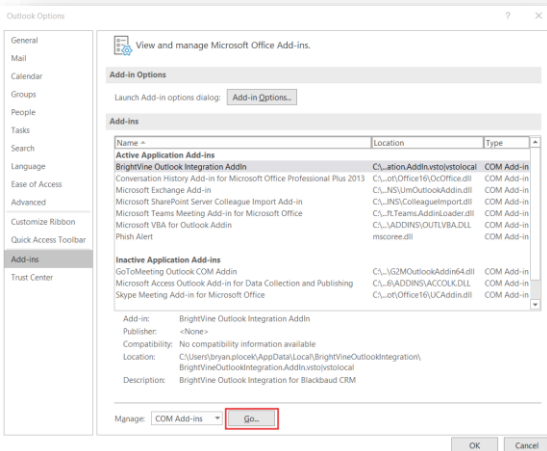 Outlook Options
General
Mail
Calendar
Groups
People
Tasks
Search
Language
Ease of Access
Advanced
Customize Ribbon
Quick Access Toolbar
Add-ins
Trust Center
View and manage Microsoft Office Add-ins.
Add-in Options
Launch Add-in options dialog: Add-in Options...
Add-ins
Name Location Type
Active Application Add-ins
BrightVine Outlook Integration AddIn C:\...ation.AddIn.vsto|vstolocal COM Add-in
Conversation History Add-in for Microsoft Office Professional Plus 2013 C:\...ot\Office16\OcOffice.dll COM Add-in
Microsoft Exchange Add-in C:\...NS\UmOutlookAddin.dll COM Add-in
Microsoft SharePoint Server Colleague Import Add-in C:\...INS\ColleagueImport.dll COM Add-in
Microsoft Teams Meeting Add-in for Microsoft Office C:\...ft.Teams.AddinLoader.dll COM Add-in
Microsoft VBA for Outlook Addin C:\...\ADDINS\OUTLVBA.DLL COM Add-in
Phish Alert mscoree.dll COM Add-in
Inactive Application Add-ins
GoToMeeting Outlook COM Addin C:\...\G2MOutlookAddin64.dll COM Add-in
Microsoft Access Outlook Add-in for Data Collection and Publishing C:\...6\ADDINS\ACCOLK.DLL COM Add-in
Skype Meeting Add-in for Microsoft Office C:\...ot\Office16\UCAddin.dll COM Add-in
Add-in: BrightVine Outlook Integration AddIn
Publisher: <None>
Compatibility: No compatibility information available
Location: C:\Users\bryan.plocek\AppData\Local\BrightVineOutlookIntegration\
BrightVineOutlookIntegration.AddIn.vsto|vstolocal
Description: BrightVine Outlook Integration for Blackbaud CRM
Manage: COM Add-ins Go...
OK Cancel